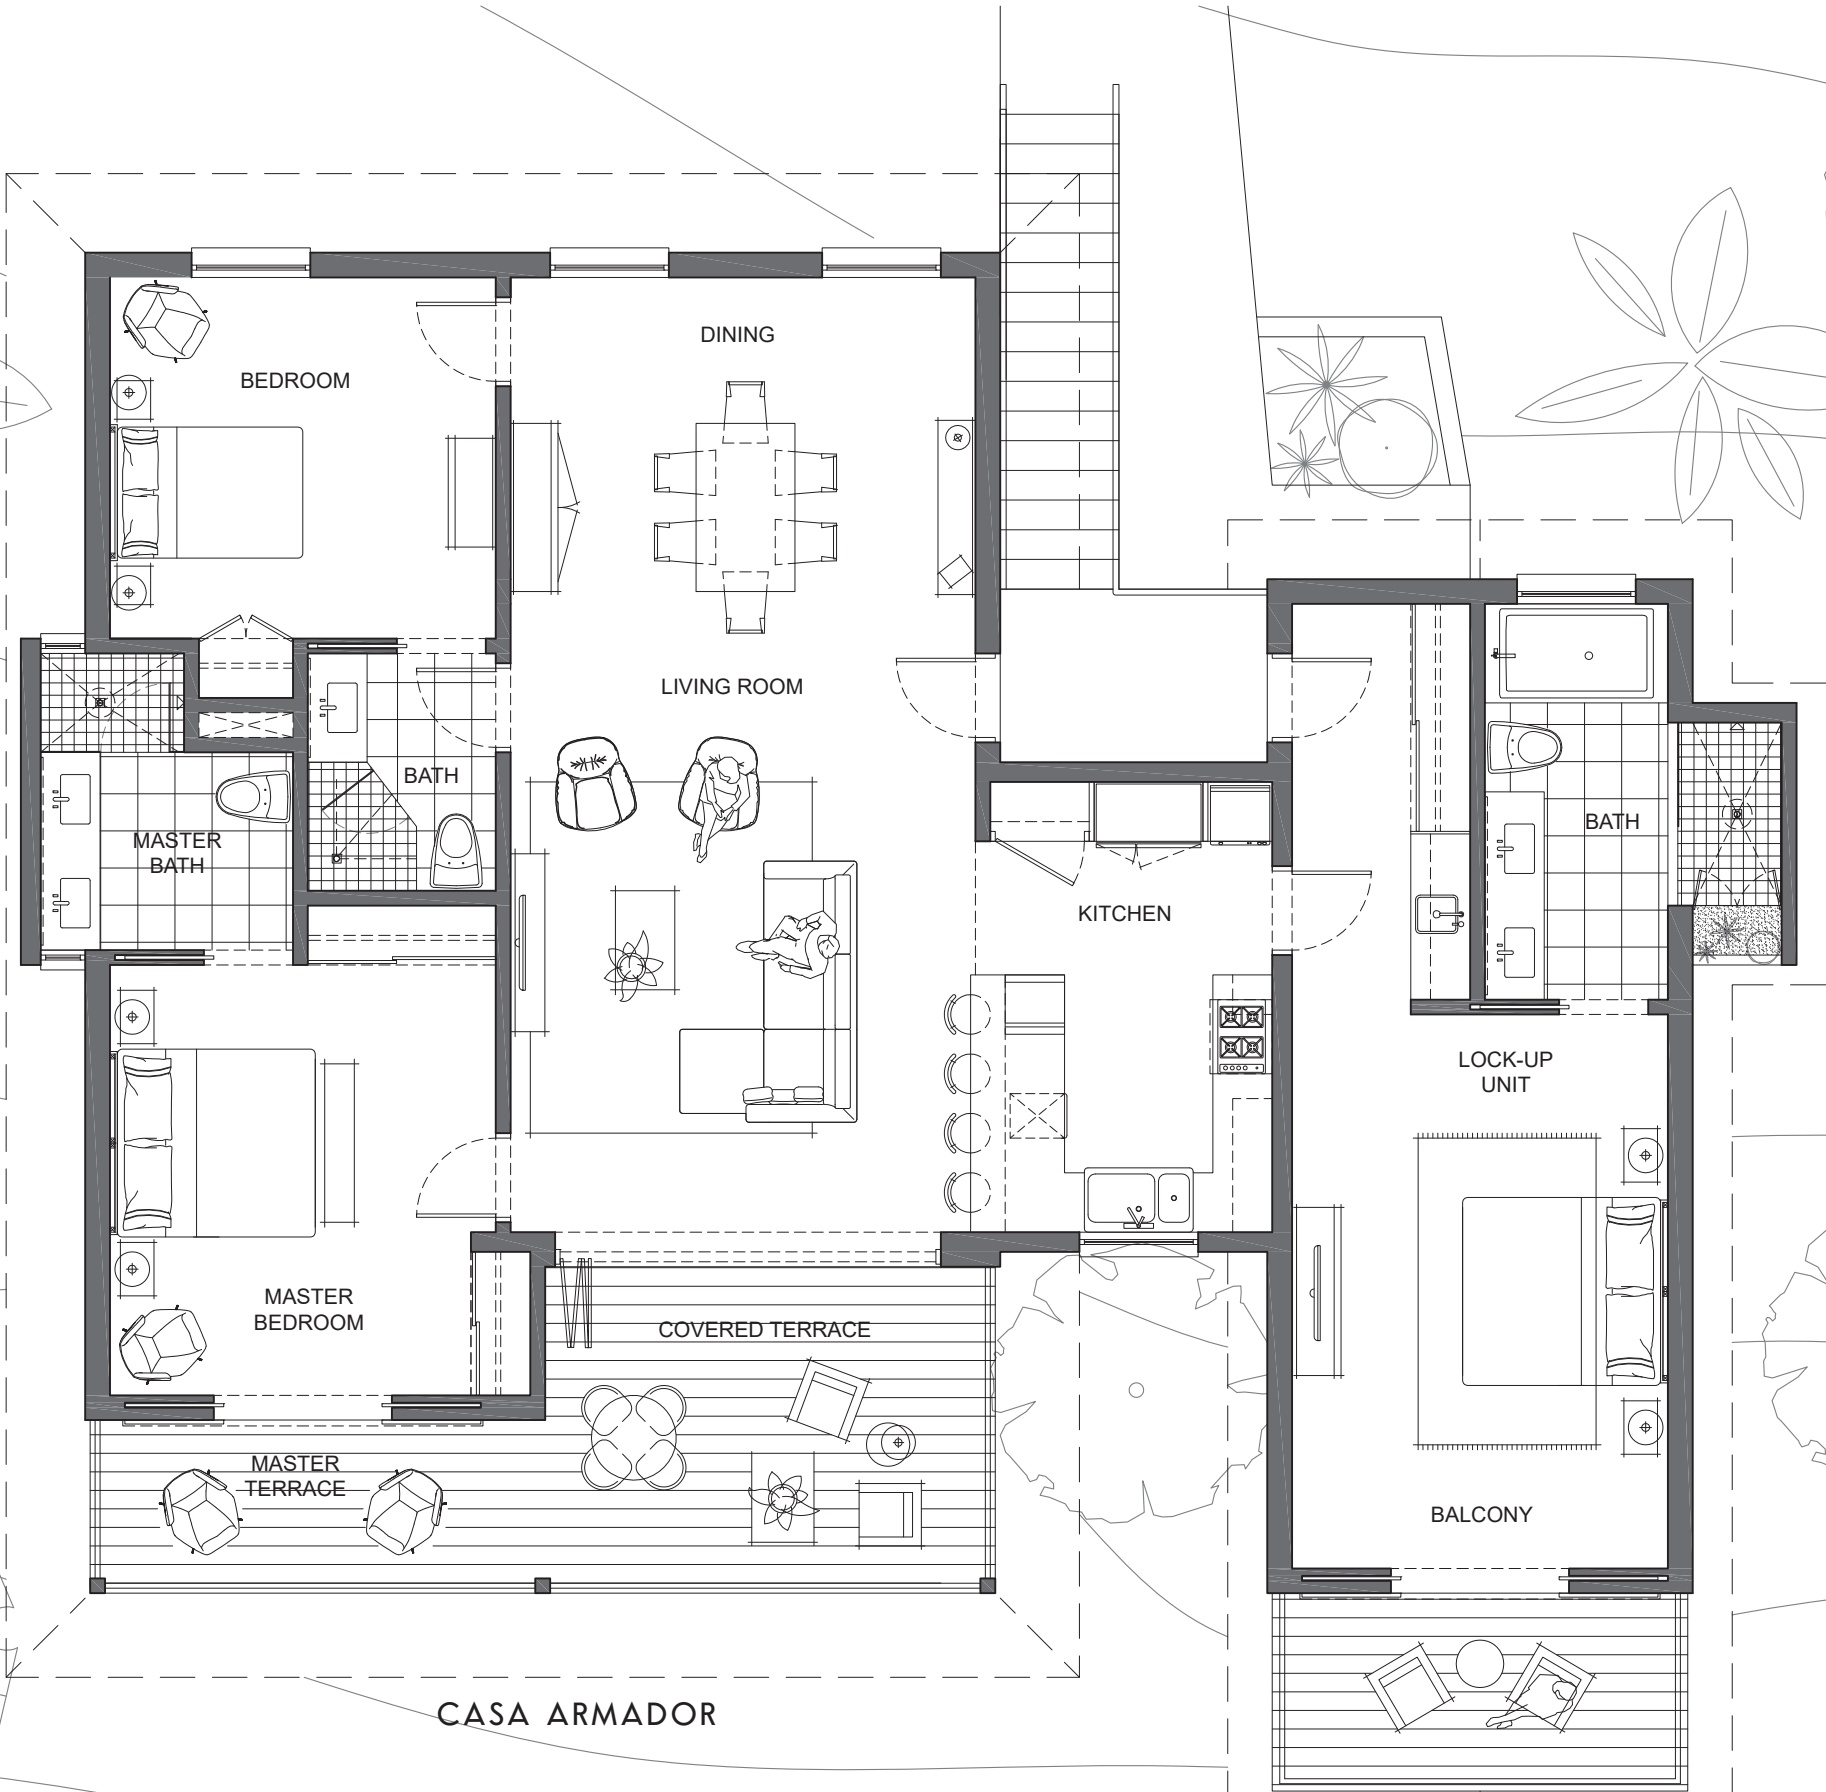 DINING
BEDROOM
LIVING ROOM
BATH
MASTER
BATH
BATH
KITCHEN
LOCK-UP
UNIT
MASTER
BEDROOM
COVERED TERRACE
MASTER
TERRACE
BALCONY
CASA ARMADOR